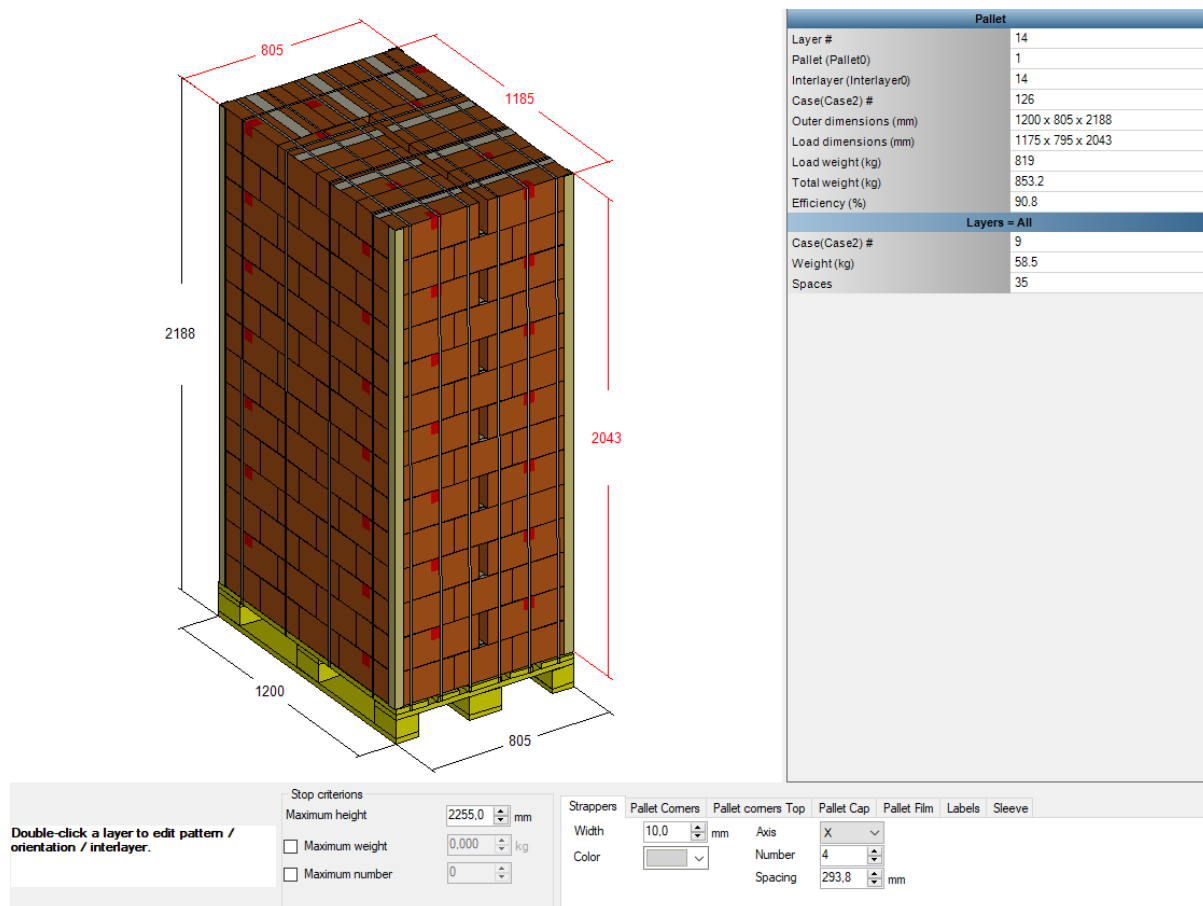 805
1185
2188
2043
1200
805
Pallet
Layer # 14
Pallet (Pallet0) 1
Interlayer (Interlayer0) 14
Case(Case2) # 126
Outer dimensions (mm) 1200 x 805 x 2188
Load dimensions (mm) 1175 x 795 x 2043
Load weight (kg) 819
Total weight (kg) 853.2
Efficiency (%) 90.8
Layers = All
Case(Case2) # 9
Weight (kg) 58.5
Spaces 35
Double-click a layer to edit pattern /
orientation / interlayer.
Stop criterions
Maximum height 2255,0 mm
Maximum weight 0,000 kg
Maximum number 0
Strappers Pallet Corners Pallet corners Top Pallet Cap Pallet Film Labels Sleeve
Width 10,0 mm Axis X
Color Number 4
Spacing 293,8 mm